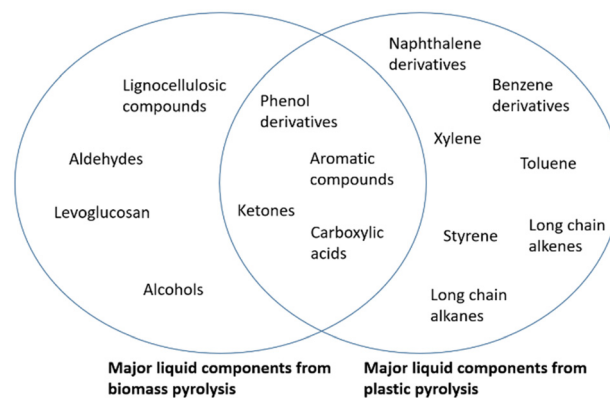 Lignocellulosic
compounds
Aldehydes
Levoglucosan
Alcohols
Phenol
derivatives
Aromatic
compounds
Ketones
Carboxylic
acids
Naphthalene
derivatives
Benzene
derivatives
Xylene
Toluene
Styrene
Long chain
alkenes
Long chain
alkanes
Major liquid components from
biomass pyrolysis
Major liquid components from
plastic pyrolysis